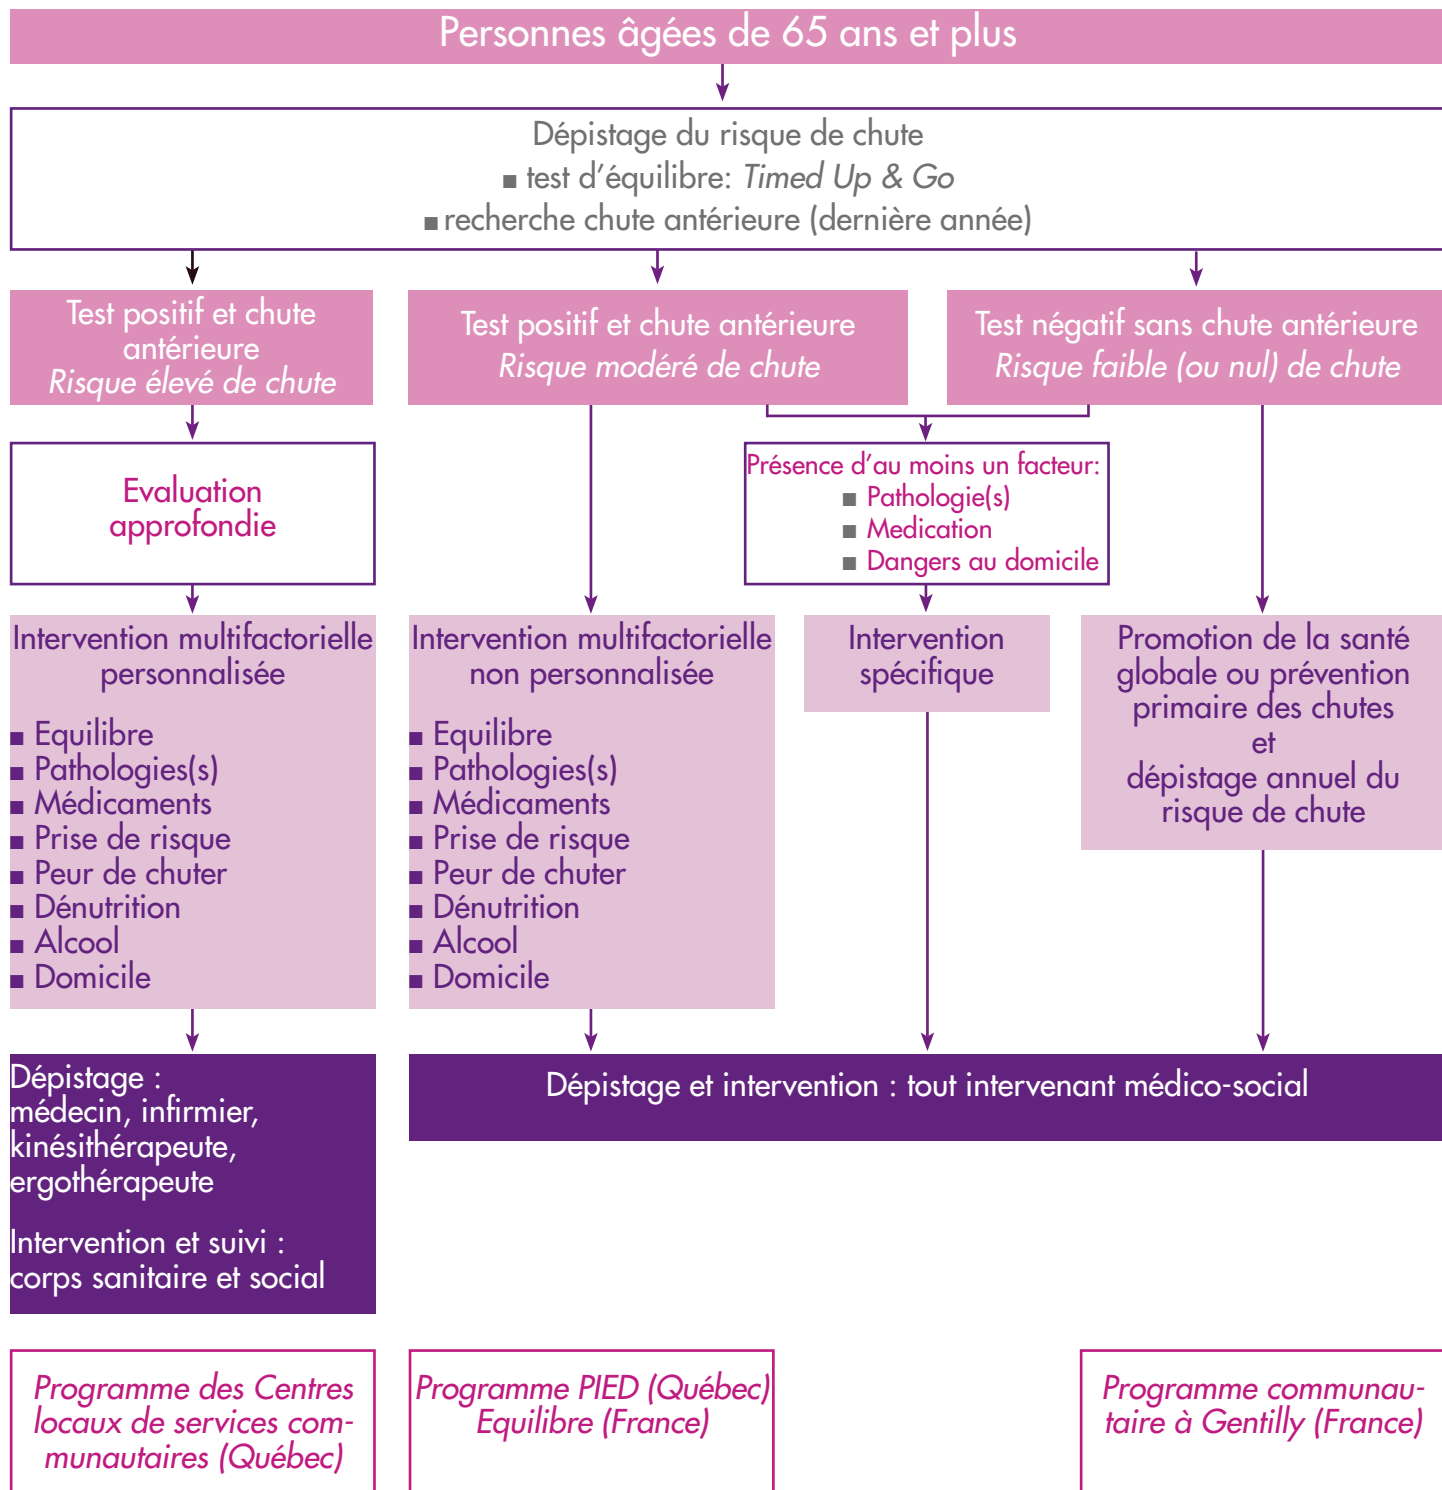 Personnes âgées de 65 ans et plus
Dépistage du risque de chute
■ test d'équilibre: Timed Up & Go
■ recherche chute antérieure (dernière année)
Test positif et chute
antérieure
Risque élevé de chute
Test positif et chute antérieure
Risque modéré de chute
Test négatif sans chute antérieure
Risque faible (ou nul) de chute
Evaluation
approfondie
Présence d'au moins un facteur:
■ Pathologie(s)
■ Medication
■ Dangers au domicile
Intervention multifactorielle
personnalisée
■ Equilibre
■ Pathologies(s)
■ Médicaments
■ Prise de risque
■ Peur de chuter
■ Dénutrition
■ Alcool
■ Domicile
Intervention multifactorielle
non personnalisée
■ Equilibre
■ Pathologies(s)
■ Médicaments
■ Prise de risque
■ Peur de chuter
■ Dénutrition
■ Alcool
■ Domicile
Intervention
spécifique
Promotion de la santé
globale ou prévention
primaire des chutes
et
dépistage annuel du
risque de chute
Dépistage :
médecin, infirmier,
kinésithérapeute,
ergothérapeute
Intervention et suivi :
corps sanitaire et social
Dépistage et intervention : tout intervenant médico-social
Programme des Centres
locaux de services com-
munautaires (Québec)
Programme PIED (Québec)
Equilibre (France)
Programme communau-
taire à Gentilly (France)